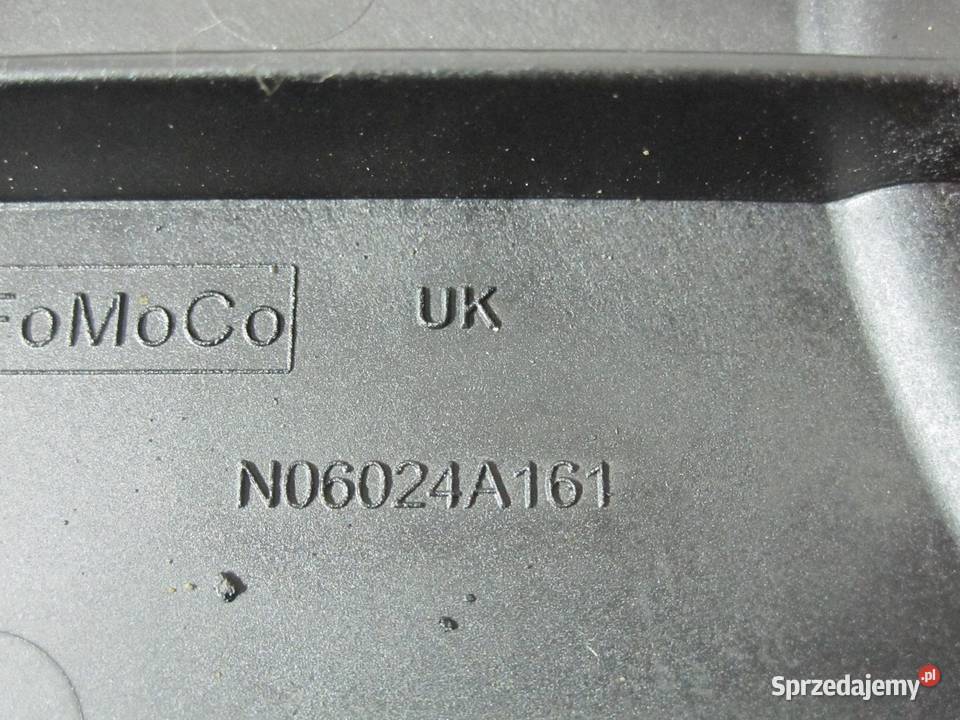 FoMoCo
UK
N06024A161
Sprzedajemy.pl